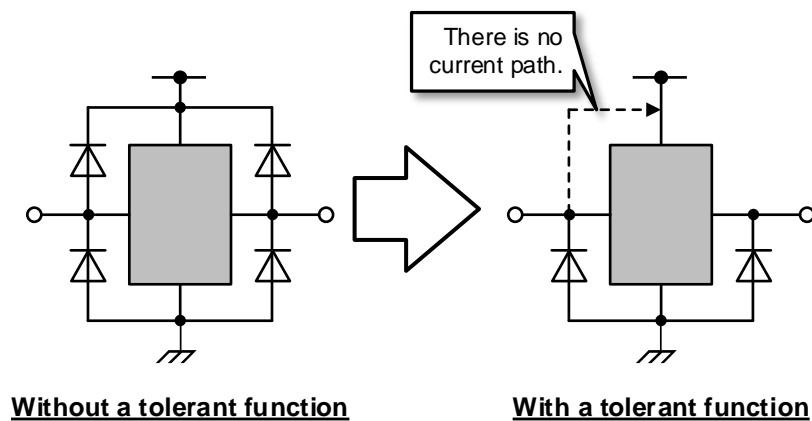 There is no
current path.
Without a tolerant function
With a tolerant function